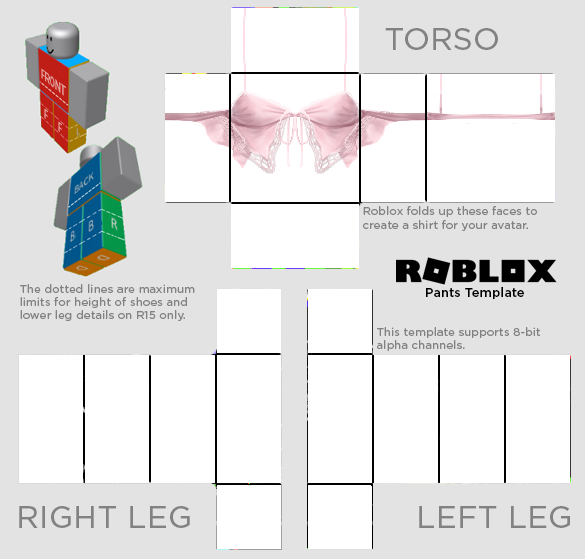 TORSO
FRONT
F
F
L
BACK
B
B
R
Roblox folds up these faces to
create a shirt for your avatar.
ROBLOX
Pants Template
The dotted lines are maximum
limits for height of shoes and
lower leg details on R15 only.
This template supports 8-bit
alpha channels.
RIGHT LEG
LEFT LEG